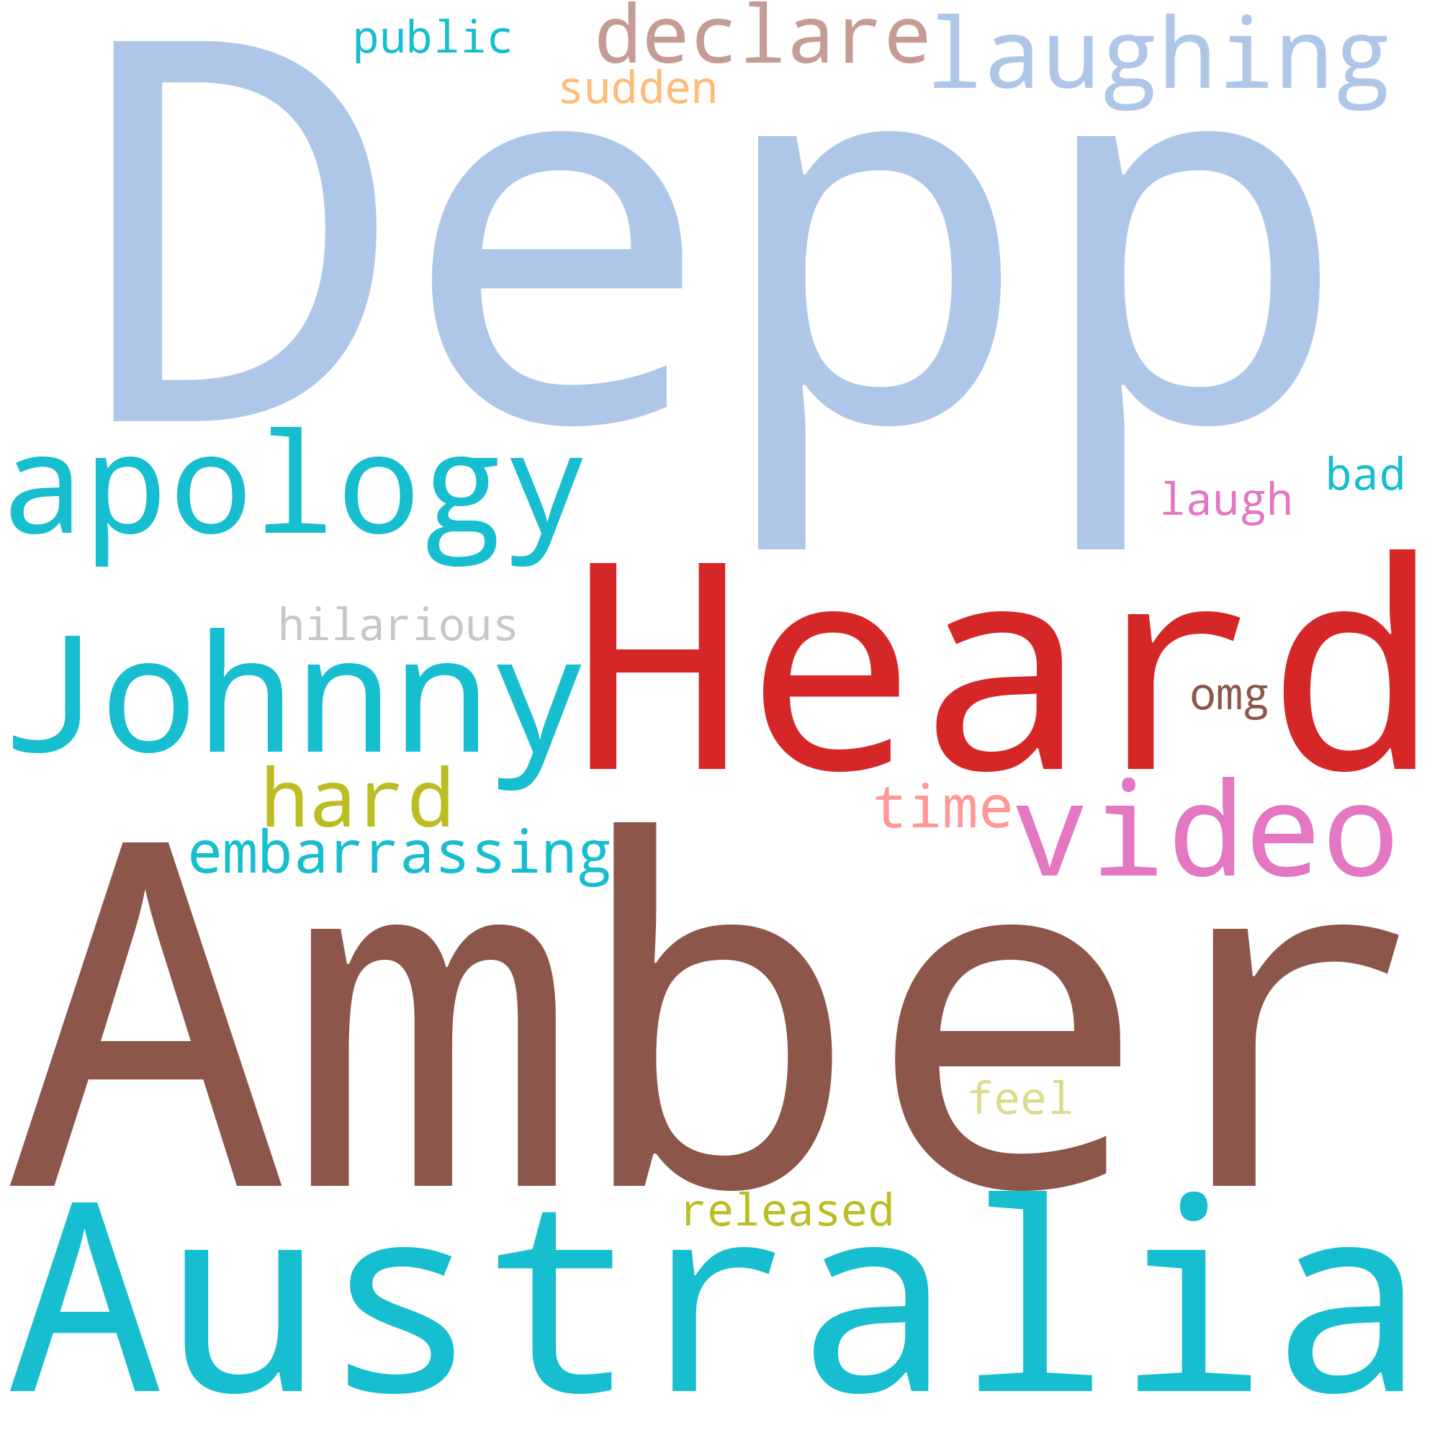 public
declare
laughing
sudden
Depp
apology
laugh
bad
hilarious
Johnny
Heard
omg
hard
time
video
embarrassing
Amber
feel
released
Australia